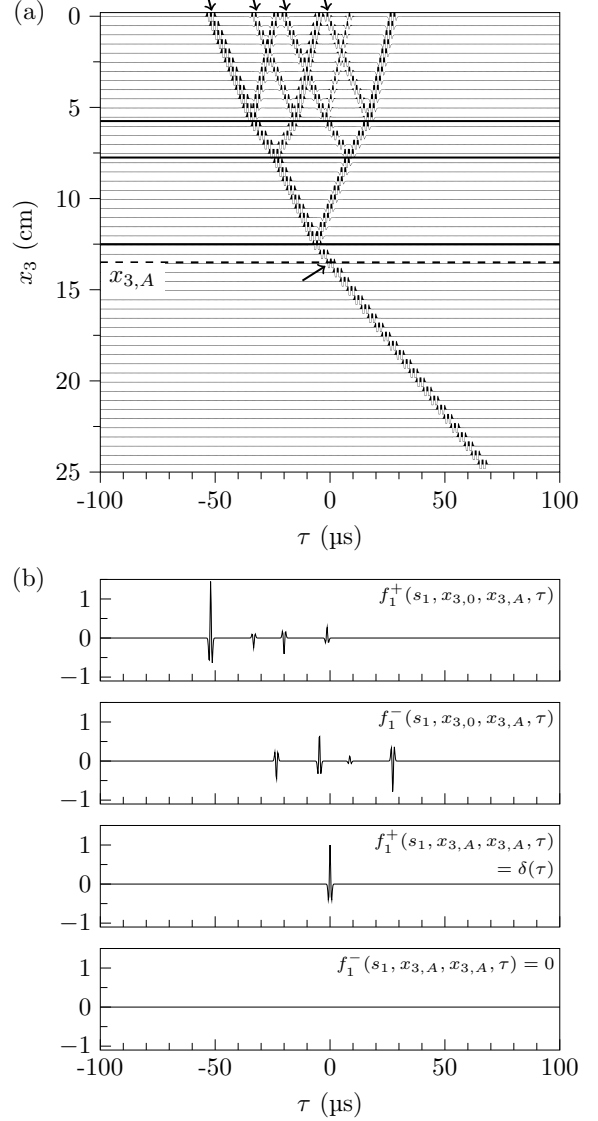 (a)
0
5
10
15
20
25
x₃ (cm)
x₃,A
-100
-50
0
50
100
τ (µs)
(b)
1
0
−1
f₁⁺(s₁, x₃,₀, x₃,A, τ)
1
0
−1
f₁⁻(s₁, x₃,₀, x₃,A, τ)
1
0
−1
f₁⁺(s₁, x₃,A, x₃,A, τ)
= δ(τ)
1
0
−1
f₁⁻(s₁, x₃,A, x₃,A, τ) = 0
-100
-50
0
50
100
τ (µs)